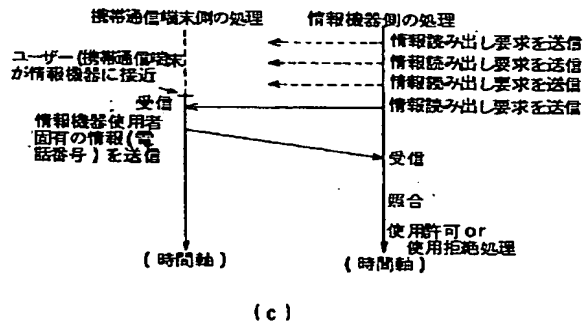 携帯通信端末側の処理
情報機器側の処理
情報読み出し要求を送信
情報読み出し要求を送信
情報読み出し要求を送信
情報読み出し要求を送信
ユーザー(携帯通信端末
が情報機器に接近
受信
情報機器使用者
固有の情報(電
話番号)を送信
受信
照合
使用許可or
使用拒絶処理
(時間軸)
(時間軸)
(c)